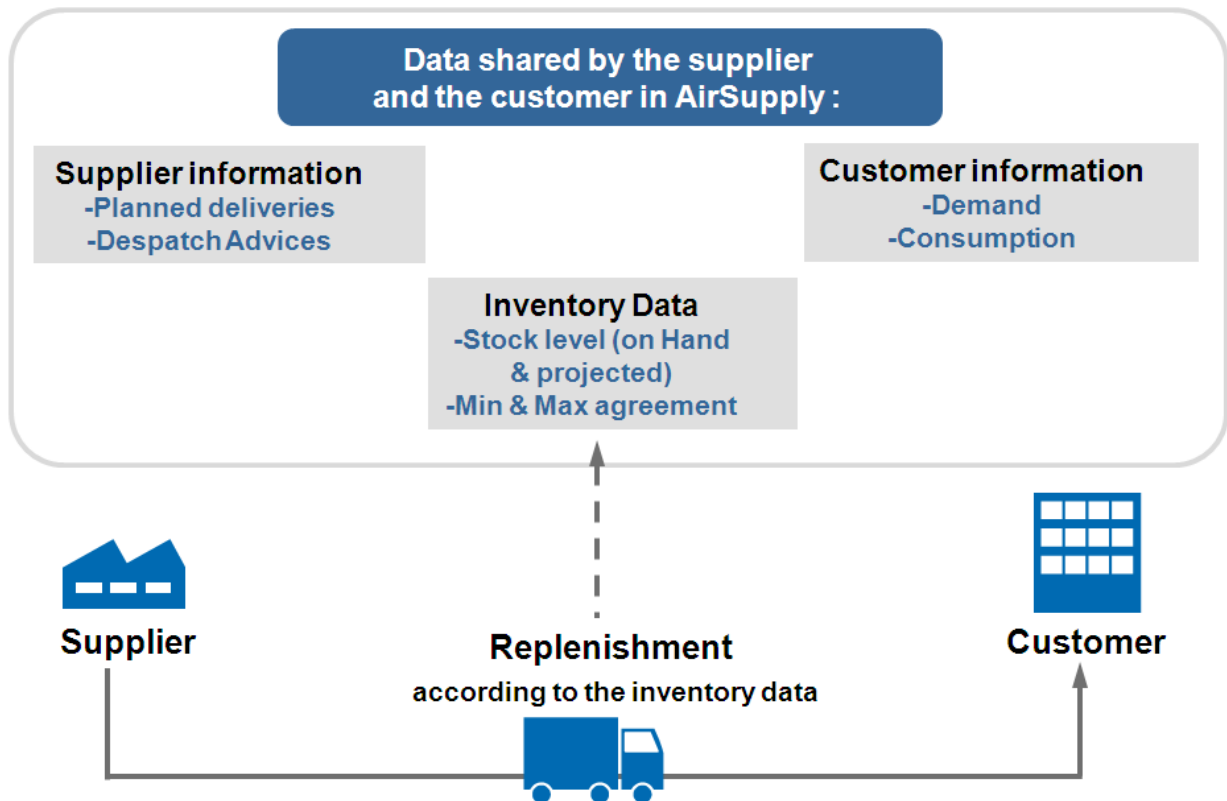 Data shared by the supplier
and the customer in AirSupply :
Supplier information
-Planned deliveries
-Despatch Advices
Customer information
-Demand
-Consumption
Inventory Data
-Stock level (on Hand
& projected)
-Min & Max agreement
Supplier
Replenishment
according to the inventory data
Customer